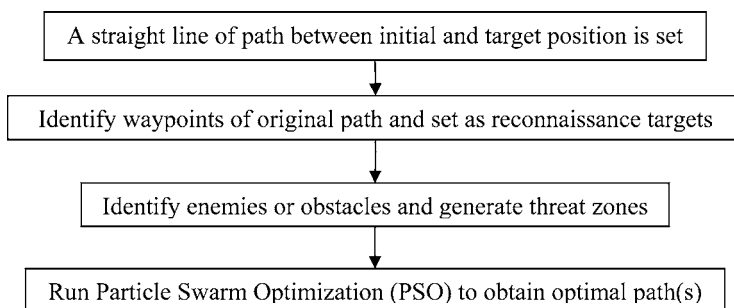 A straight line of path between initial and target position is set
Identify waypoints of original path and set as reconnaissance targets
Identify enemies or obstacles and generate threat zones
Run Particle Swarm Optimization (PSO) to obtain optimal path(s)